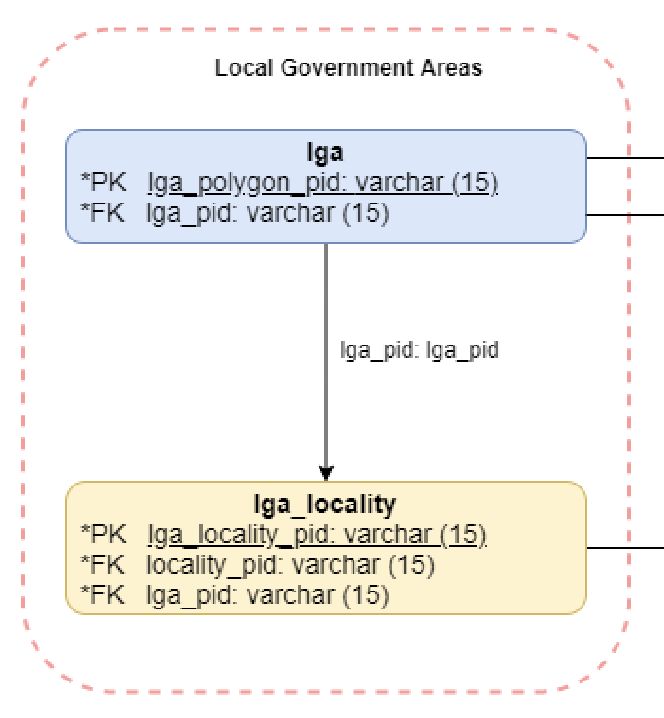 Local Government Areas
lga
*PK lga_polygon_pid: varchar (15)
*FK lga_pid: varchar (15)
lga_pid: lga_pid
lga_locality
*PK lga_locality_pid: varchar (15)
*FK locality_pid: varchar (15)
*FK lga_pid: varchar (15)